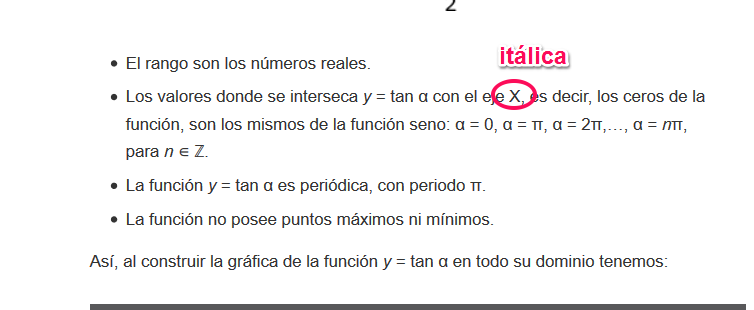 2
• El rango son los números reales.
itálica
• Los valores donde se interseca y = tan α con el eje X, es decir, los ceros de la
función, son los mismos de la función seno: α = 0, α = π, α = 2π,…, α = nπ,
para n ∈ ℤ.
• La función y = tan α es periódica, con periodo π.
• La función no posee puntos máximos ni mínimos.
Así, al construir la gráfica de la función y = tan α en todo su dominio tenemos: